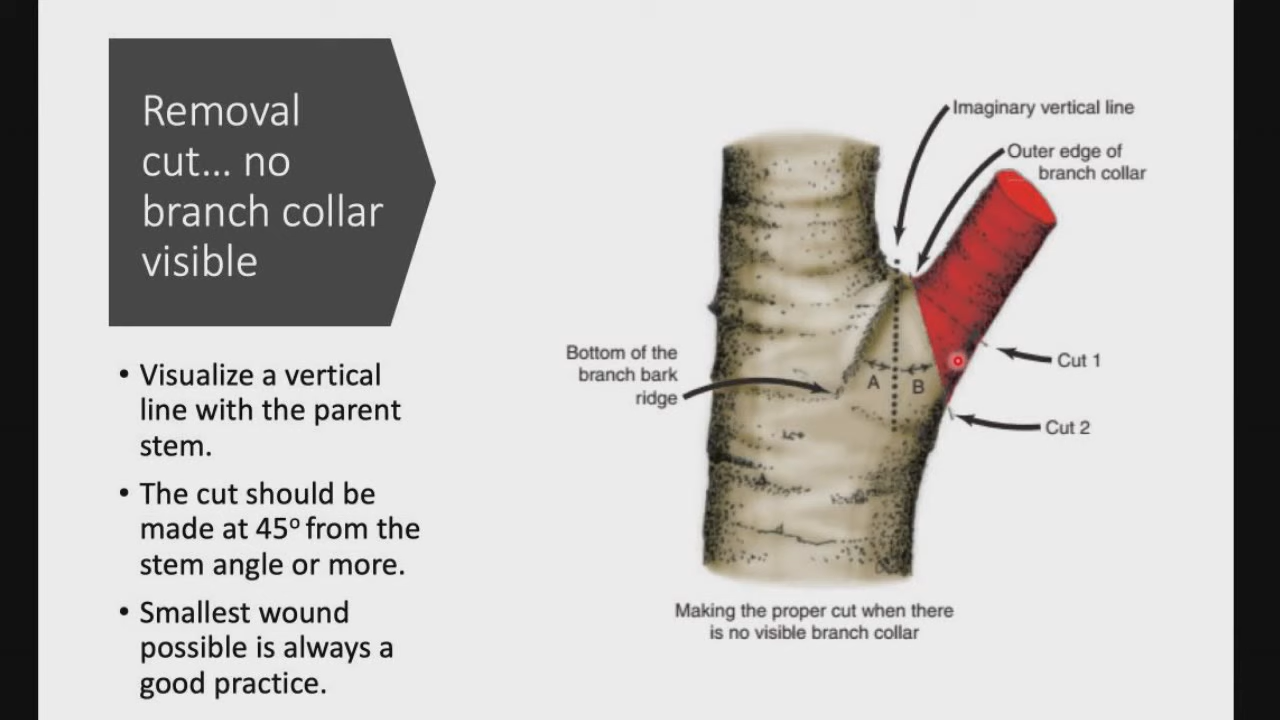 Removal
cut... no
branch collar
visible
• Visualize a vertical
line with the parent
stem.
• The cut should be
made at 45º from the
stem angle or more.
• Smallest wound
possible is always a
good practice.
Imaginary vertical line
Outer edge of
branch collar
Bottom of the
branch bark
ridge
A
B
Cut 1
Cut 2
Making the proper cut when there
is no visible branch collar